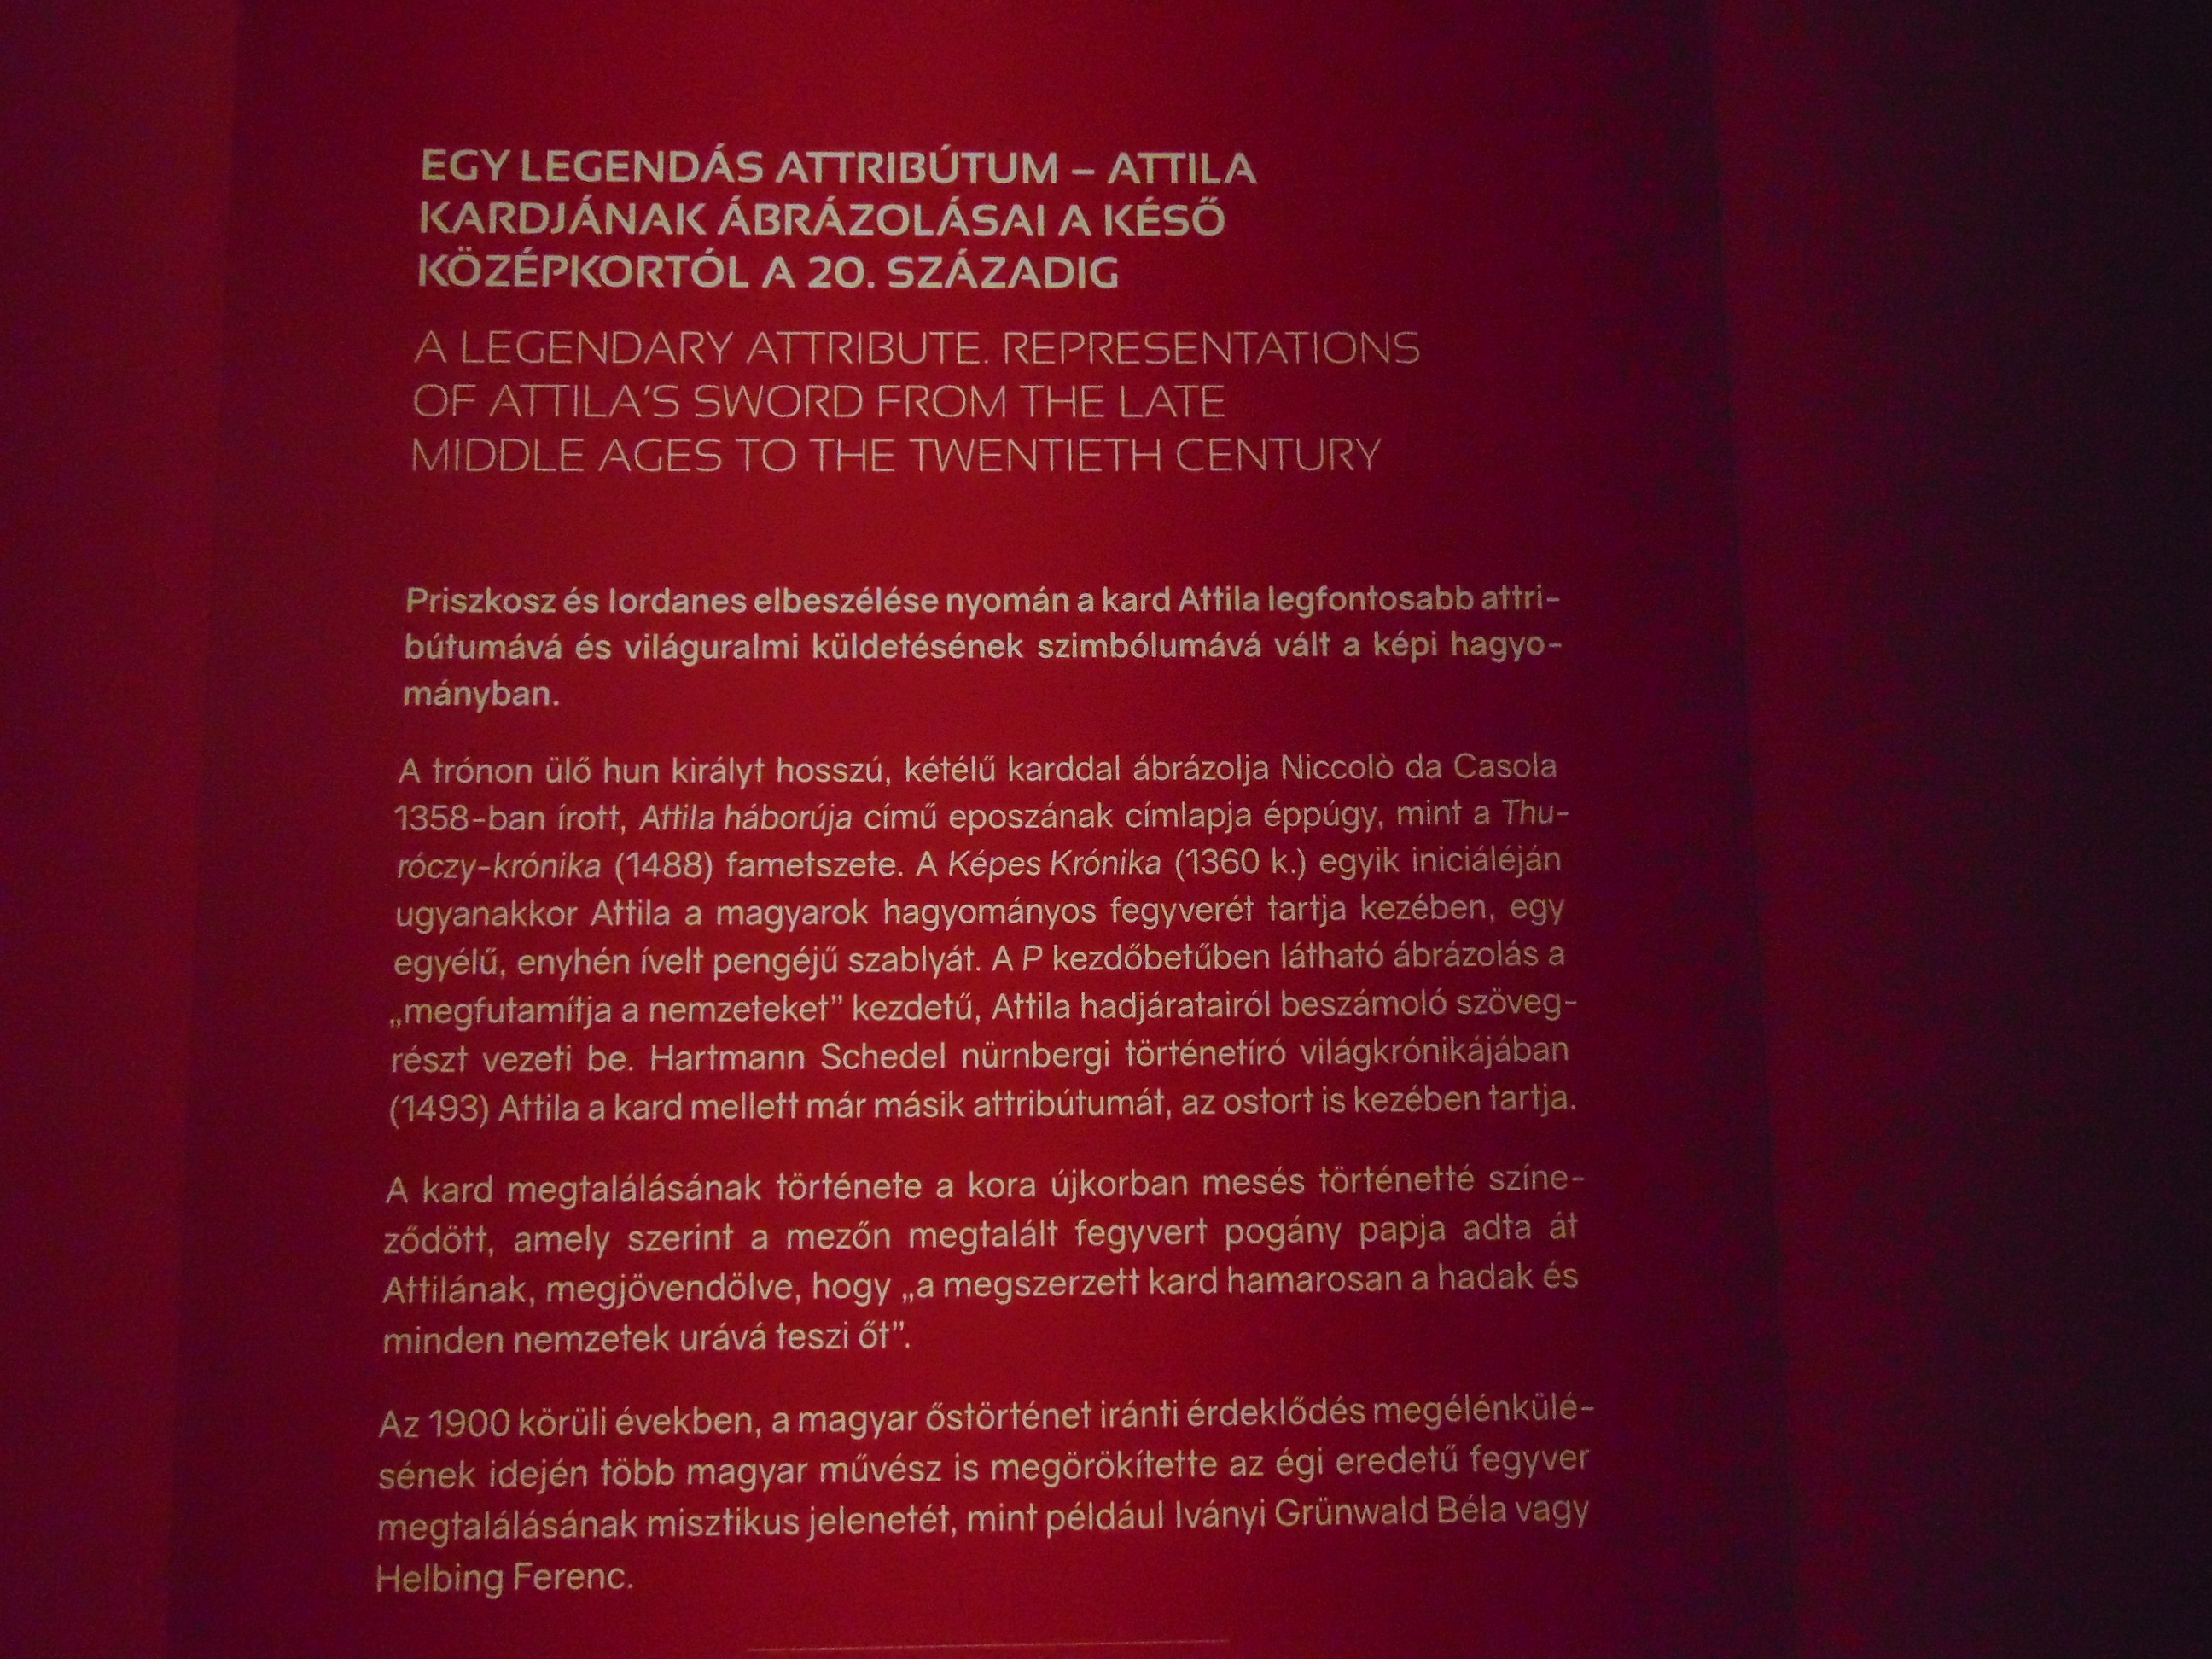 EGY LEGENDÁS ATTRIBÚTUM – ATTILA
KARDJÁNAK ÁBRÁZOLÁSAI A KÉSŐ
KÖZÉPKORTÓL A 20. SZÁZADIG
A LEGENDARY ATTRIBUTE. REPRESENTATIONS
OF ATTILA'S SWORD FROM THE LATE
MIDDLE AGES TO THE TWENTIETH CENTURY
Priszkosz és Iordanes elbeszélése nyomán a kard Attila legfontosabb attri-
bútumává és világuralmi küldetésének szimbólumává vált a képi hagyo-
mányban.
A trónon ülő hun királyt hosszú, kétélű karddal ábrázolja Niccolò da Casola
1358-ban írott, Attila háborúja című eposzának címlapja éppúgy, mint a Thu-
róczy-krónika (1488) fametszete. A Képes Krónika (1360 k.) egyik iniciáléján
ugyanakkor Attila a magyarok hagyományos fegyverét tartja kezében, egy
egyélű, enyhén ívelt pengéjű szablyát. A P kezdőbetűben látható ábrázolás a
„megfutamítja a nemzeteket” kezdetű, Attila hadjáratairól beszámoló szöveg-
részt vezeti be. Hartmann Schedel nürnbergi történetíró világkrónikájában
(1493) Attila a kard mellett már másik attribútumát, az ostort is kezében tartja.
A kard megtalálásának története a kora újkorban mesés történetté színe-
ződött, amely szerint a mezőn megtalált fegyvert pogány papja adta át
Attilának, megjövendölve, hogy „a megszerzett kard hamarosan a hadak és
minden nemzetek urává teszi őt”.
Az 1900 körüli években, a magyar őstörténet iránti érdeklődés megélénkülé-
sének idején több magyar művész is megörökítette az égi eredetű fegyver
megtalálásának misztikus jelenetét, mint például Iványi Grünwald Béla vagy
Helbing Ferenc.